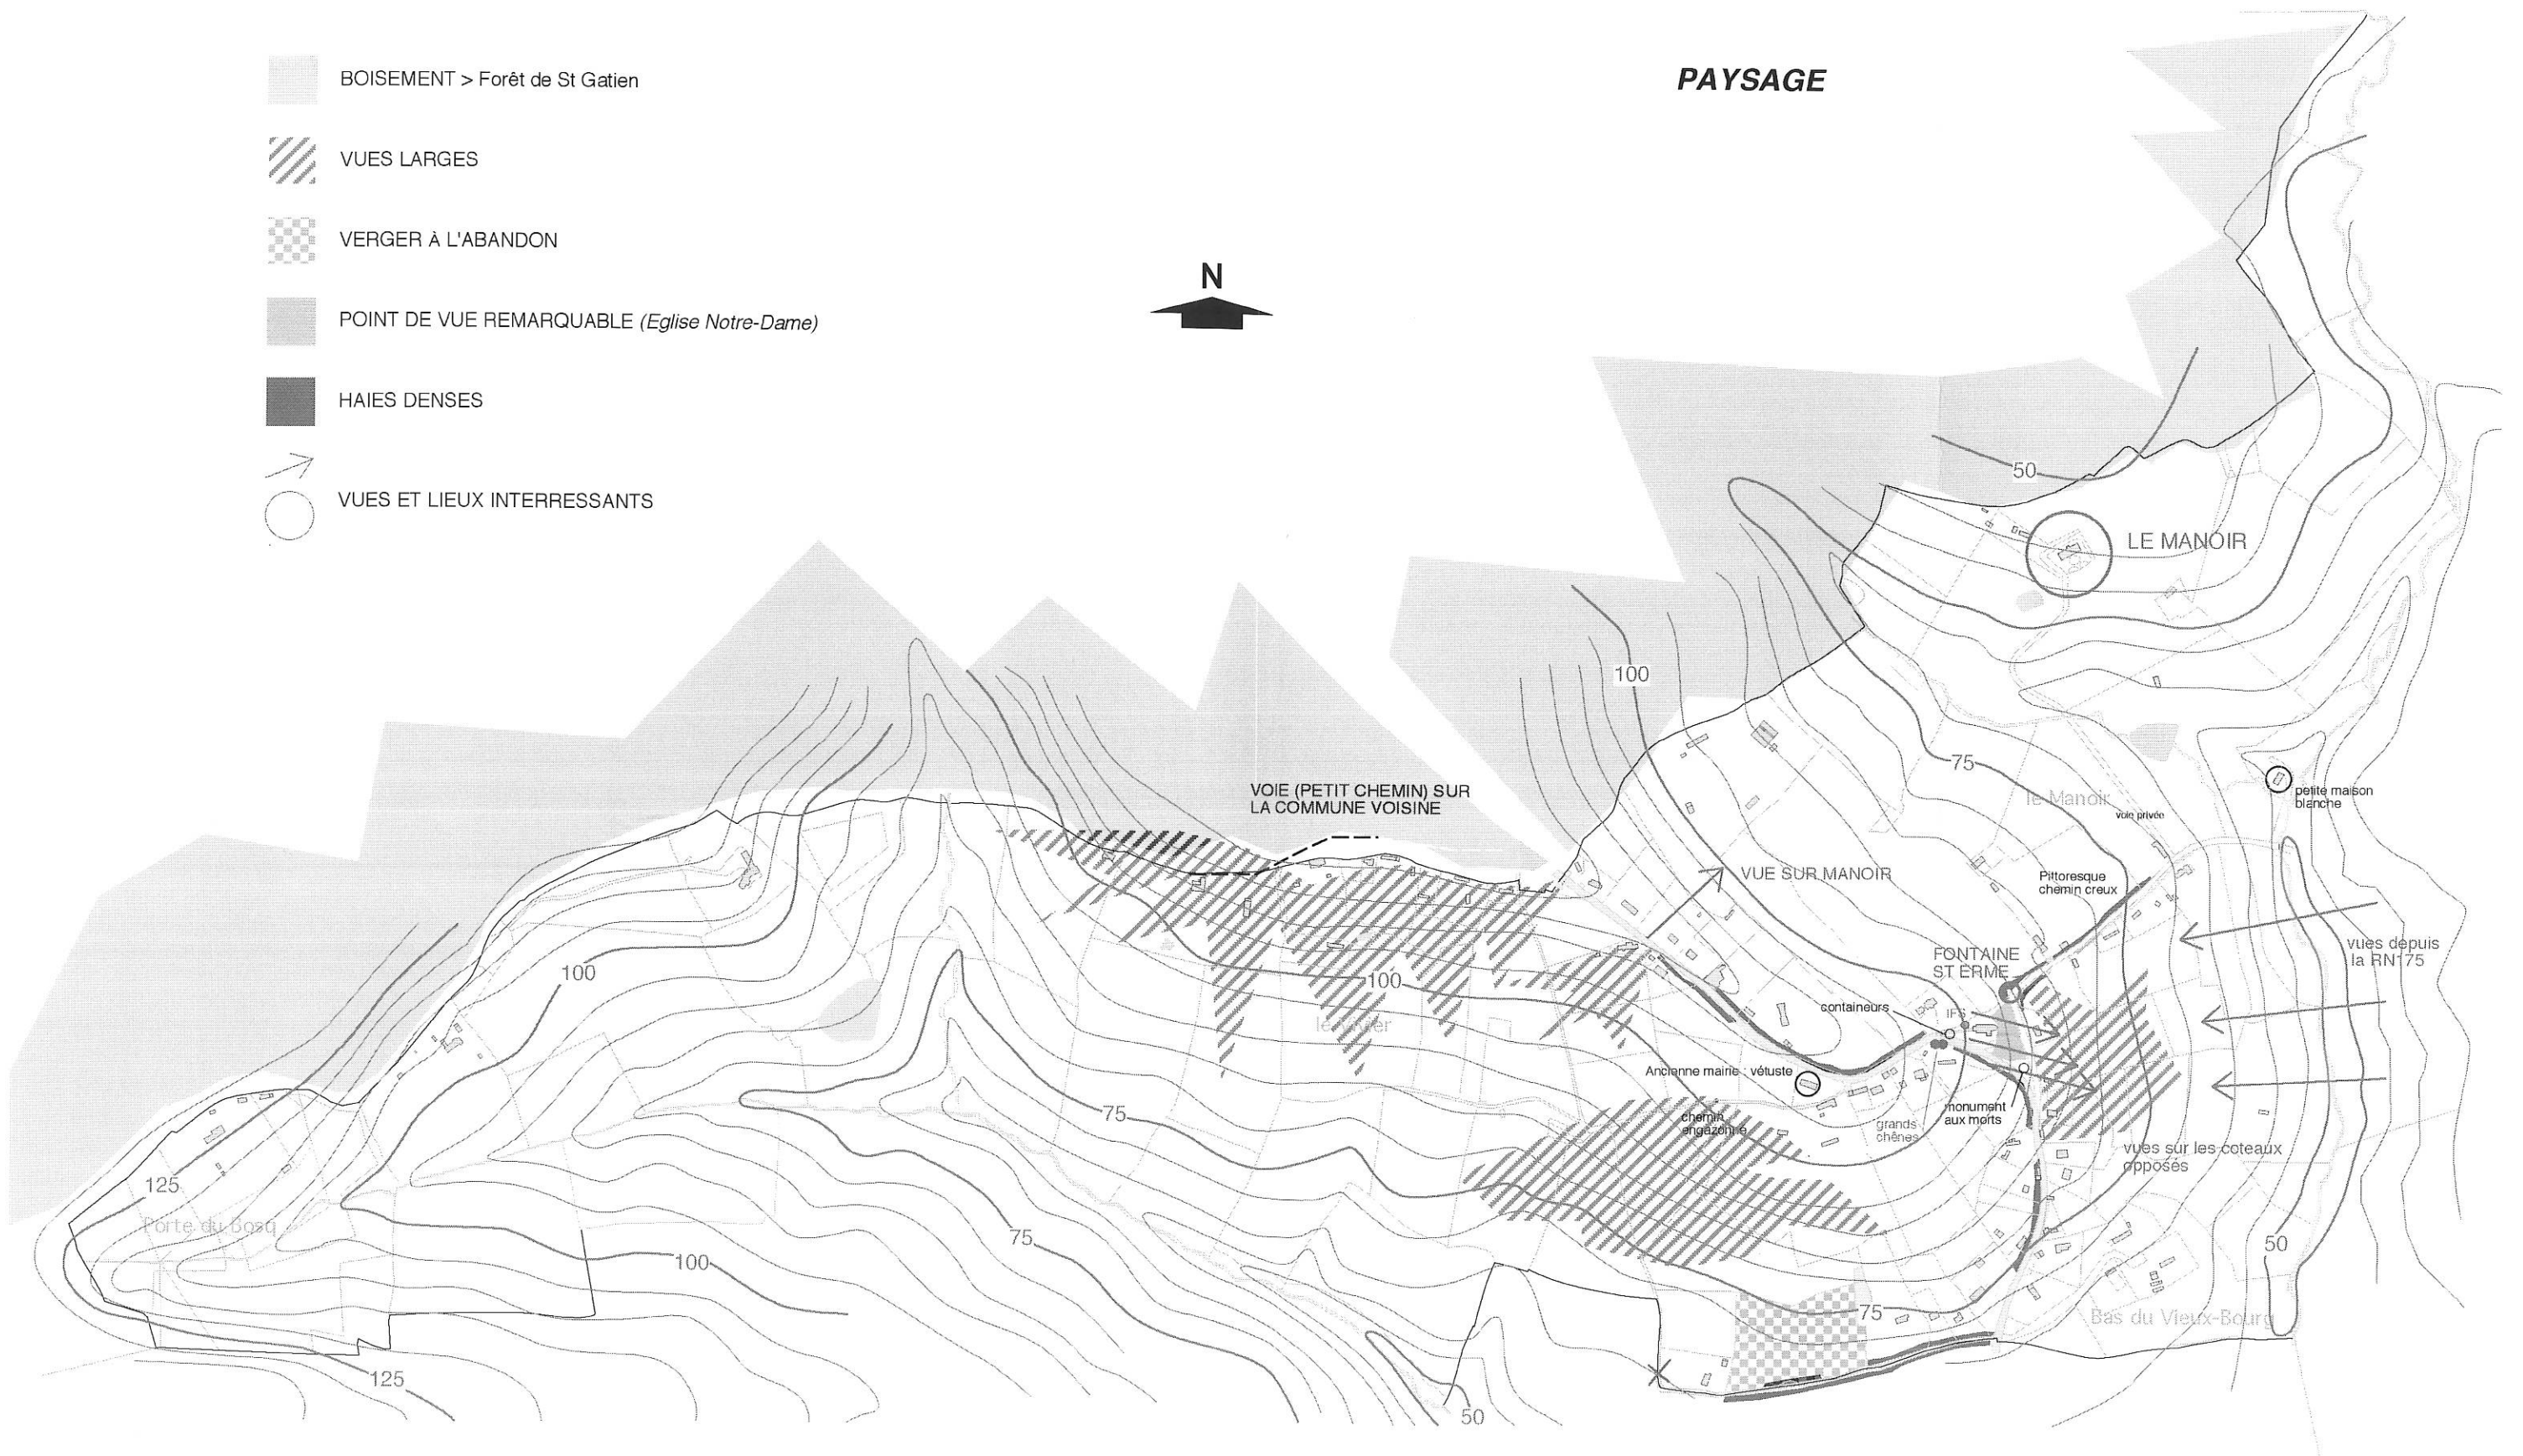 PAYSAGE
BOISEMENT > Forêt de St Gatien
VUES LARGES
VERGER À L'ABANDON
POINT DE VUE REMARQUABLE (Eglise Notre-Dame)
HAIES DENSES
VUES ET LIEUX INTERRESSANTS
N
50
LE MANOIR
100
75
le Manoir
voie privée
petite maison
blanche
VOIE (PETIT CHEMIN) SUR
LA COMMUNE VOISINE
VUE SUR MANOIR
Pittoresque
chemin creux
FONTAINE
ST ERME
vues depuis
la RN175
100
100
containeurs
IFS
Ancienne mairie : vétuste
chemin
engazonné
grands
chênes
monument
aux morts
75
vues sur les coteaux
opposés
125
Porte du Bosq
75
50
100
75
Bas du Vieux-Bourg
125
50